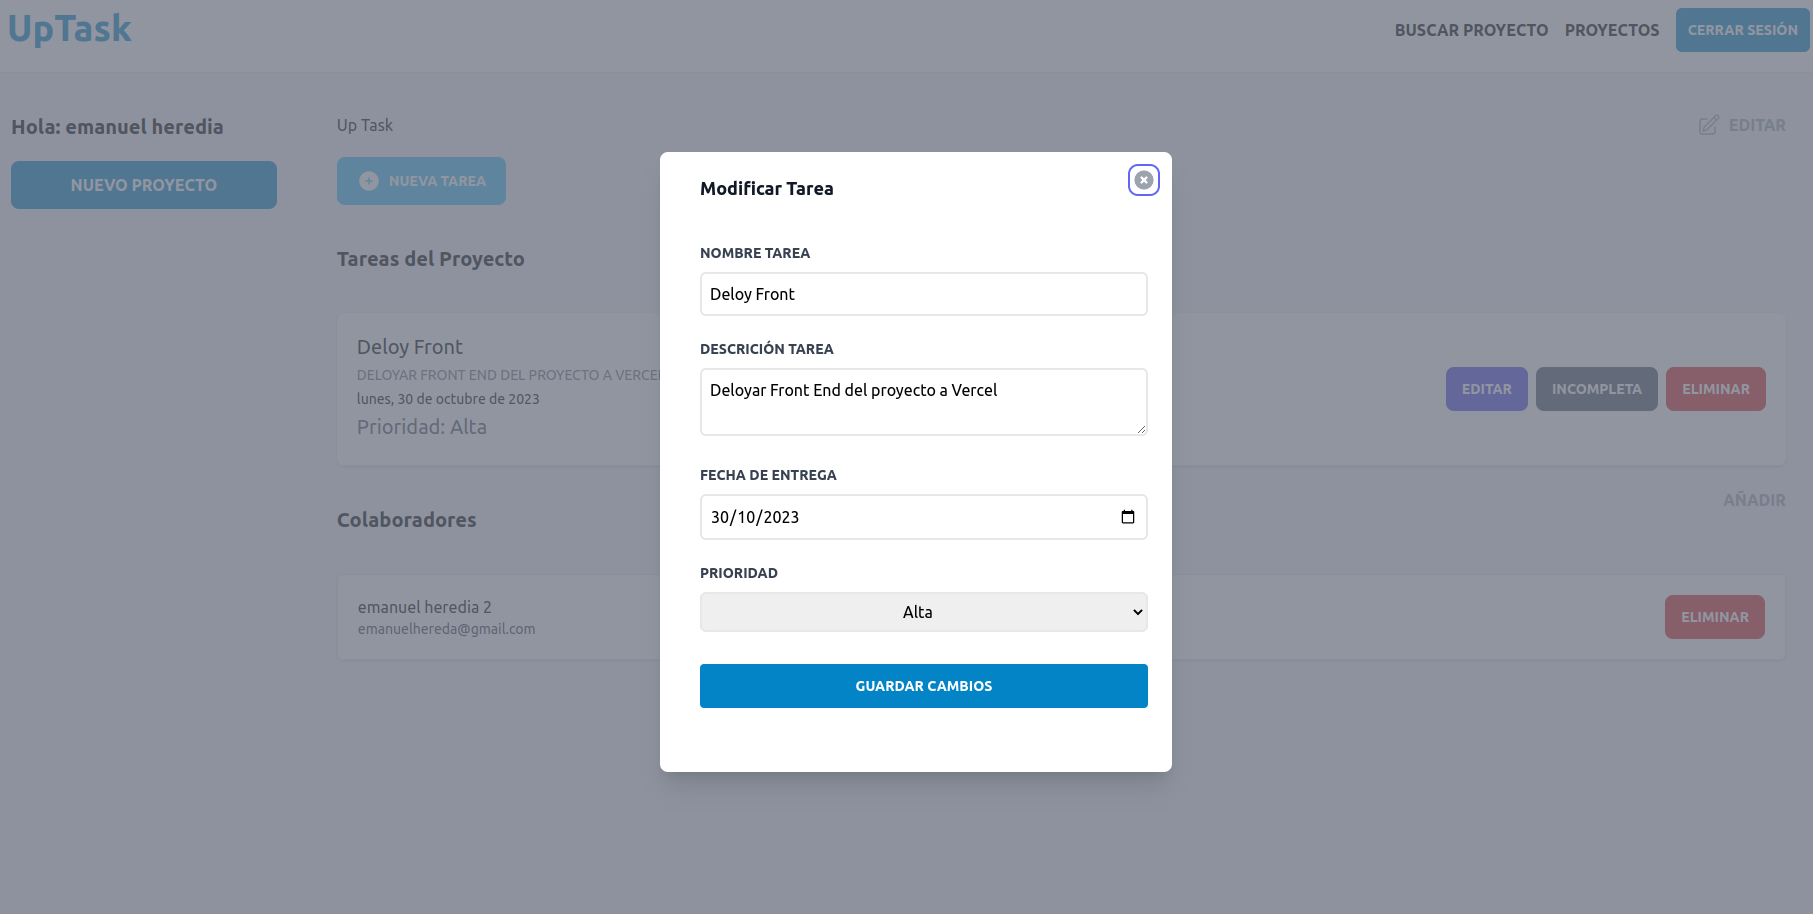 UpTask
BUSCAR PROYECTO
PROYECTOS
CERRAR SESIÓN
Hola: emanuel heredia
NUEVO PROYECTO
Up Task
EDITAR
NUEVA TAREA
Tareas del Proyecto
Deloy Front
DELOYAR FRONT END DEL PROYECTO A VERCEL
lunes, 30 de octubre de 2023
Prioridad: Alta
EDITAR
INCOMPLETA
ELIMINAR
Colaboradores
AÑADIR
emanuel heredia 2
emanuelhereda@gmail.com
ELIMINAR
Modificar Tarea
NOMBRE TAREA
Deloy Front
DESCRICIÓN TAREA
Deloyar Front End del proyecto a Vercel
FECHA DE ENTREGA
30/10/2023
PRIORIDAD
Alta
GUARDAR CAMBIOS